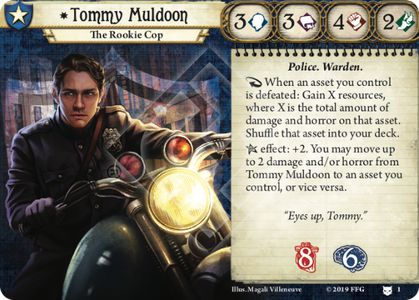 Tommy Muldoon
The Rookie Cop
3 3 4 2
Police. Warden.
When an asset you control
is defeated: Gain X resources,
where X is the total amount of
damage and horror on that asset.
Shuffle that asset into your deck.
effect: +2. You may move up
to 2 damage and/or horror from
Tommy Muldoon to an asset you
control, or vice versa.
"Eyes up, Tommy."
8 6
Illus. Magali Villeneuve © 2019 FFG 1